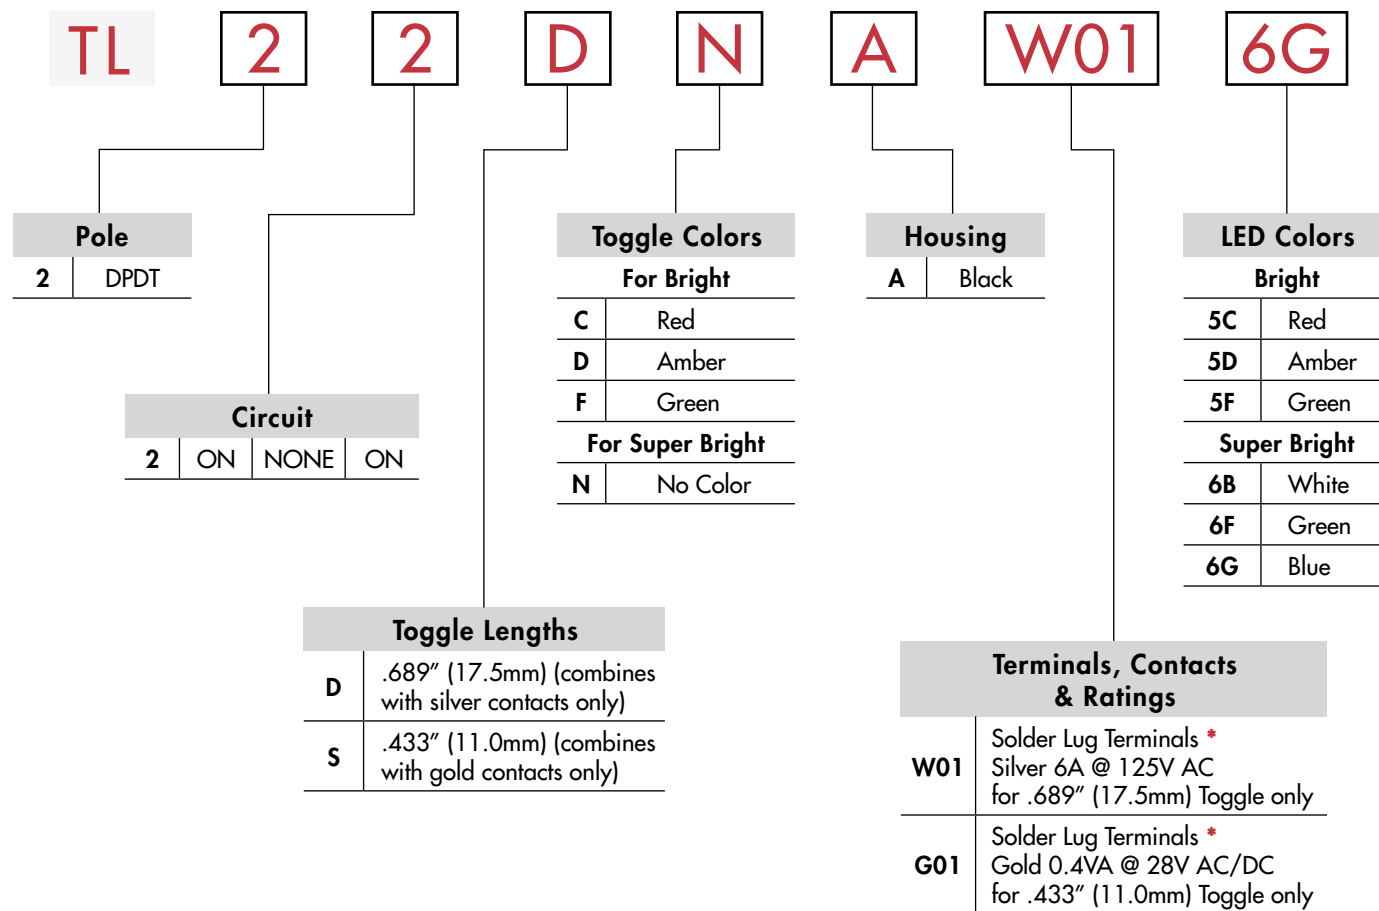 TL 2 2 D N A W01 6G
Pole
2 DPDT
Circuit
2 ON NONE ON
Toggle Lengths
D .689” (17.5mm) (combines
with silver contacts only)
S .433” (11.0mm) (combines
with gold contacts only)
Toggle Colors
For Bright
C Red
D Amber
F Green
For Super Bright
N No Color
Housing
A Black
Terminals, Contacts
& Ratings
W01 Solder Lug Terminals *
Silver 6A @ 125V AC
for .689” (17.5mm) Toggle only
G01 Solder Lug Terminals *
Gold 0.4VA @ 28V AC/DC
for .433” (11.0mm) Toggle only
LED Colors
Bright
5C Red
5D Amber
5F Green
Super Bright
6B White
6F Green
6G Blue